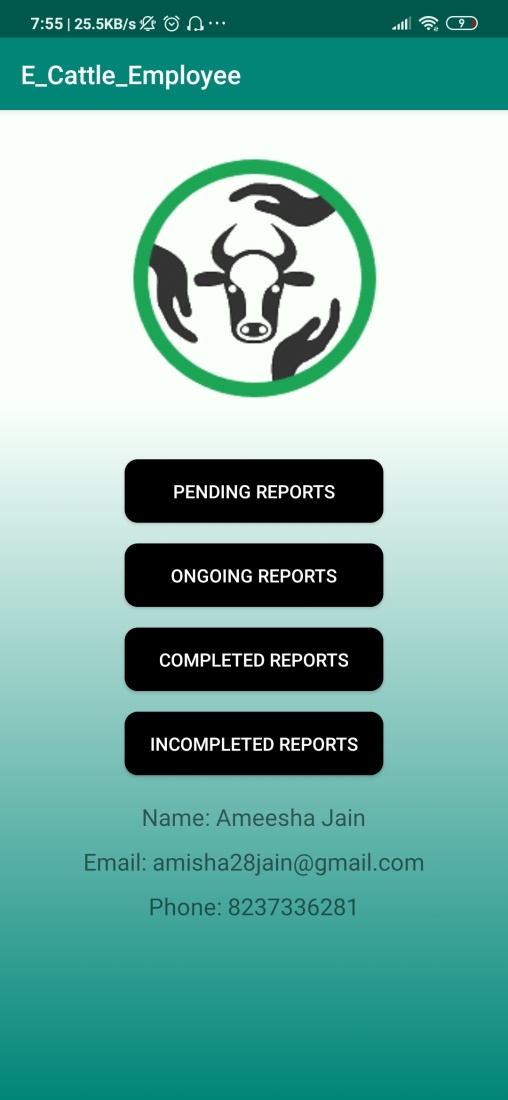 7:55 | 25.5KB/s ...
9
E_Cattle_Employee
PENDING REPORTS
ONGOING REPORTS
COMPLETED REPORTS
INCOMPLETED REPORTS
Name: Ameesha Jain
Email: amisha28jain@gmail.com
Phone: 8237336281